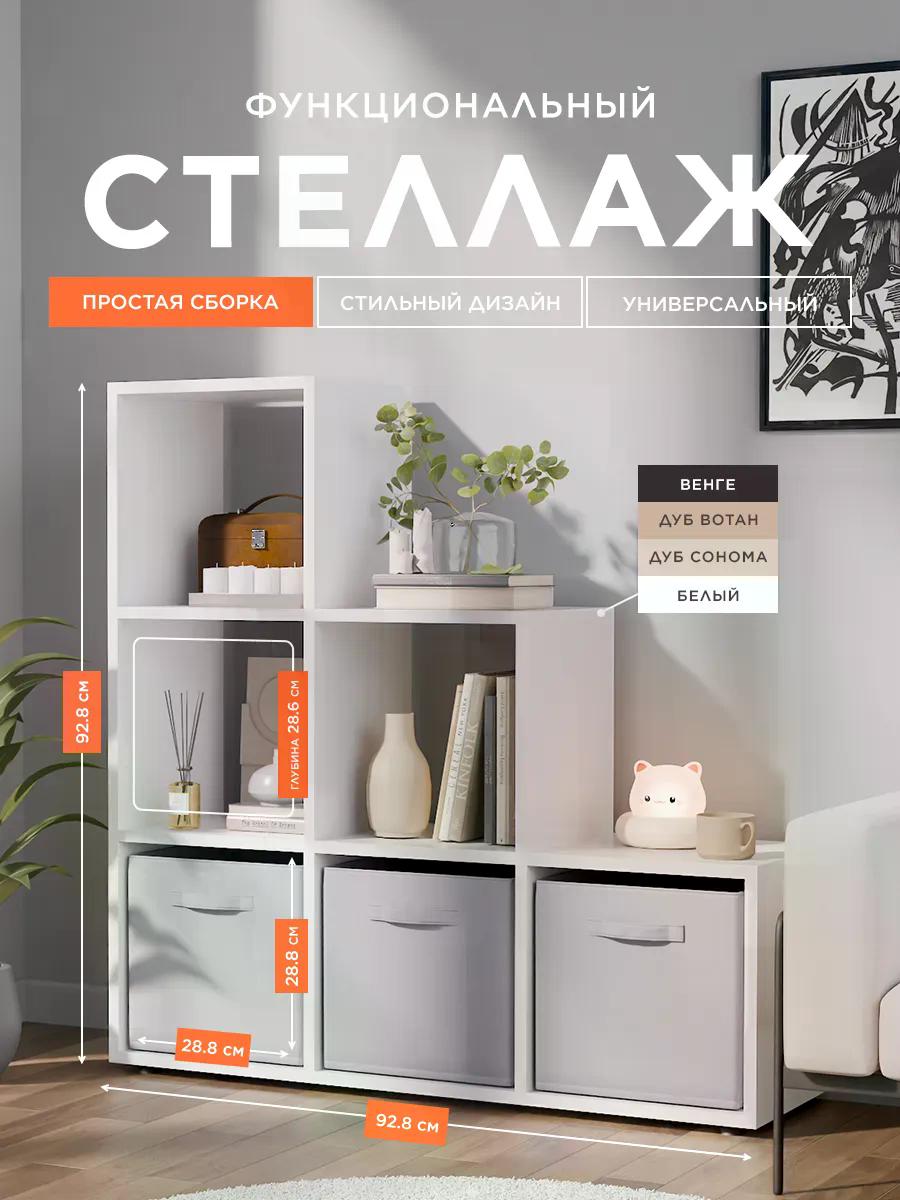 ФУНКЦИОНАЛЬНЫЙ
СТЕЛЛАЖ
ПРОСТАЯ СБОРКА
СТИЛЬНЫЙ ДИЗАЙН
УНИВЕРСАЛЬНЫЙ
ВЕНГЕ
ДУБ ВОТАН
ДУБ СОНОМА
БЕЛЫЙ
92.8 СМ
ГЛУБИНА 28.6 СМ
KINFOLK
28.8 СМ
28.8 СМ
92.8 СМ